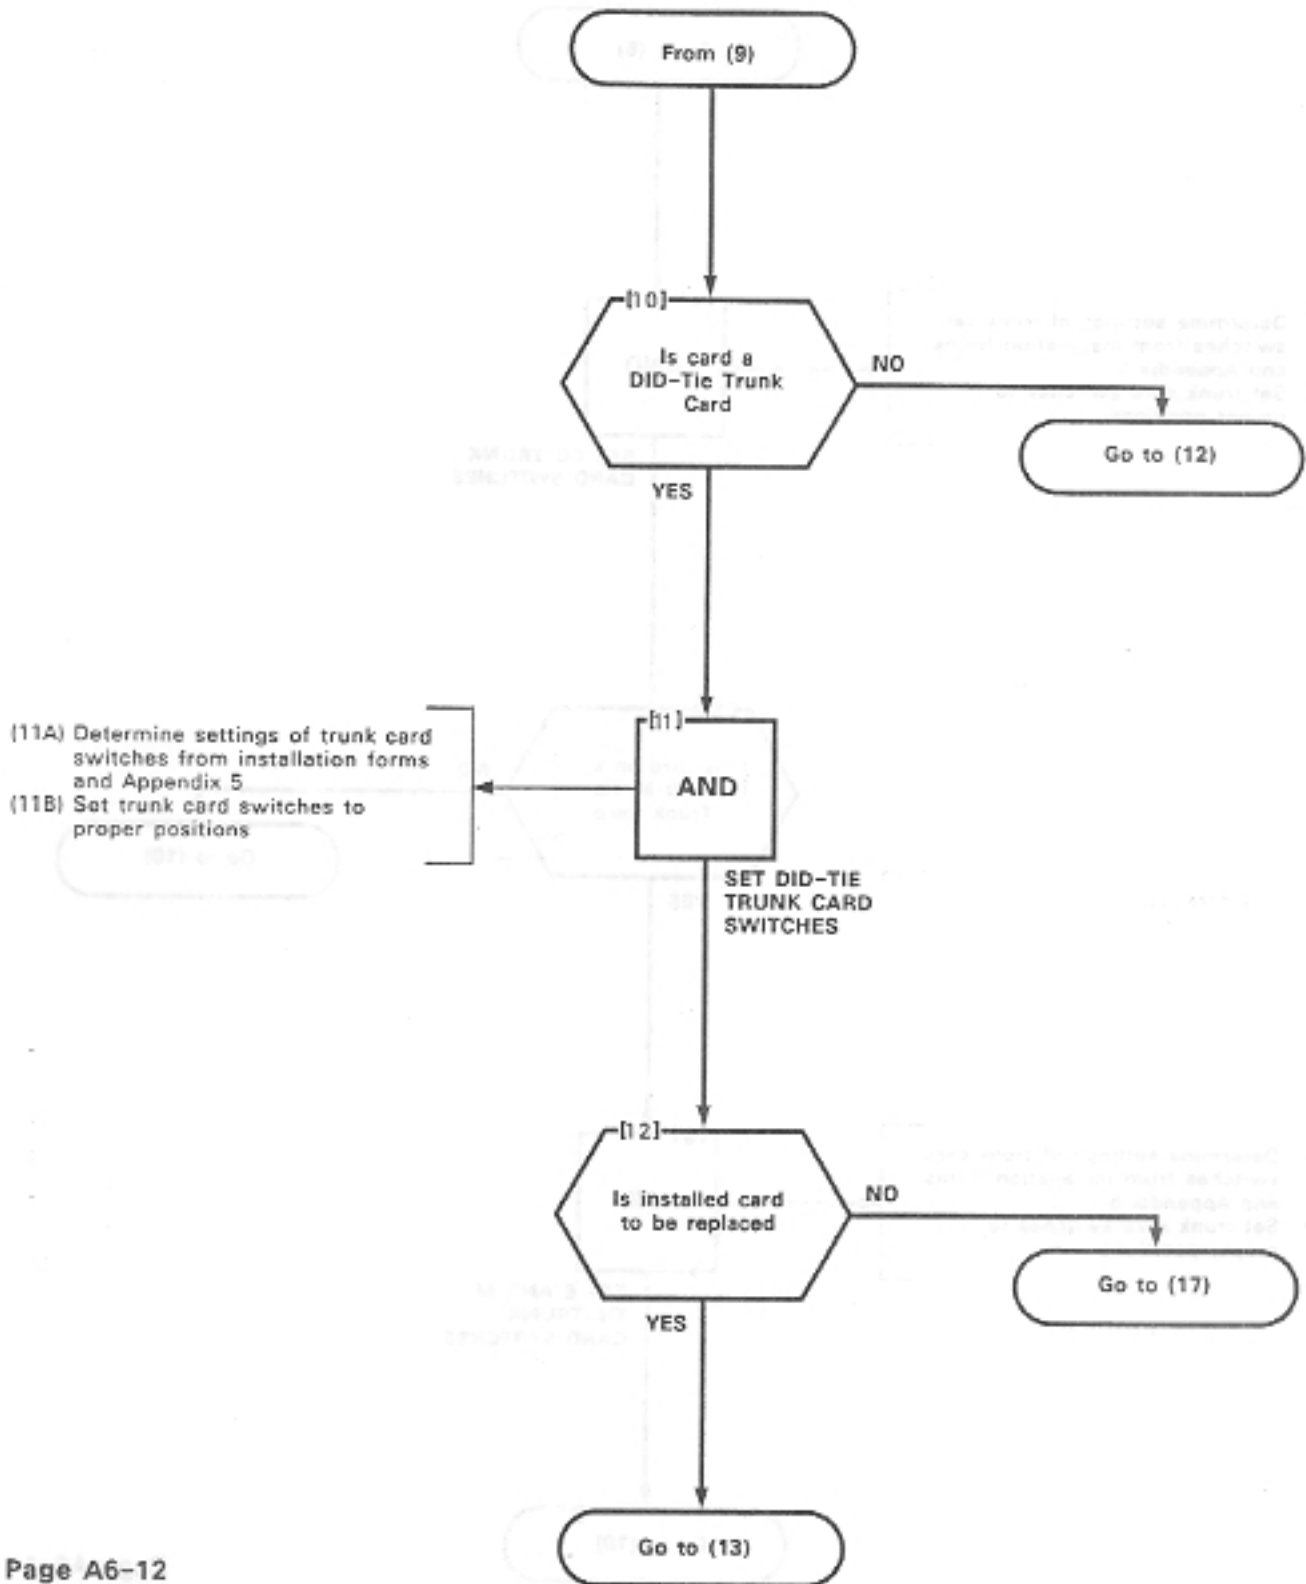 From (9)
[10]
Is card a
DID-Tie Trunk
Card
NO
Go to (12)
YES
(11A) Determine settings of trunk card
switches from installation forms
and Appendix 5
(11B) Set trunk card switches to
proper positions
[11]
AND
SET DID-TIE
TRUNK CARD
SWITCHES
[12]
Is installed card
to be replaced
NO
Go to (17)
YES
Go to (13)
Page A6-12